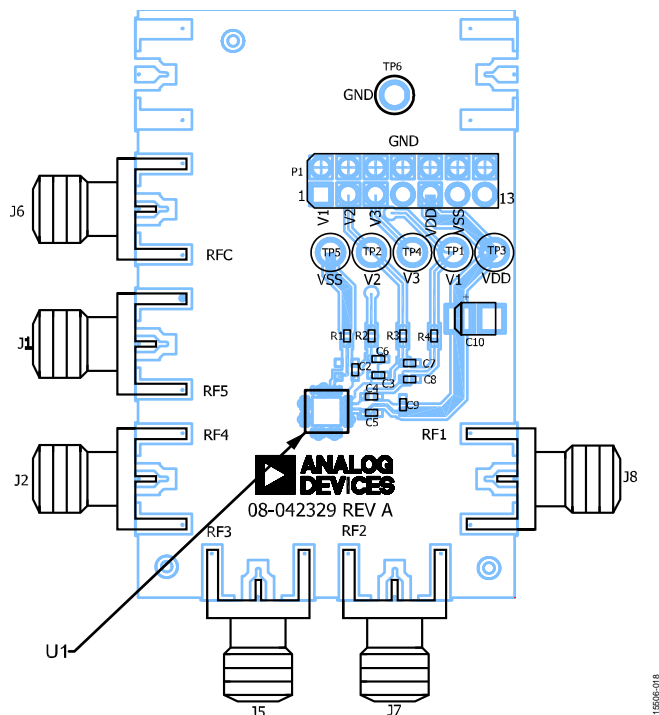 TP6
GND
GND
P1
1
13
V1
V2
V3
VDD
VSS
J6
RFC
TP5
TP2
TP4
TP1
TP3
VSS
V2
V3
V1
VDD
+
C10
J1
R1
R2
R3
R4
C6
C7
C2
C3
C8
RF5
C4
C9
C5
RF4
RF1
J2
ANALOG
DEVICES
J8
08-042329 REV A
RF3
RF2
U1
J5
J7
15506-018